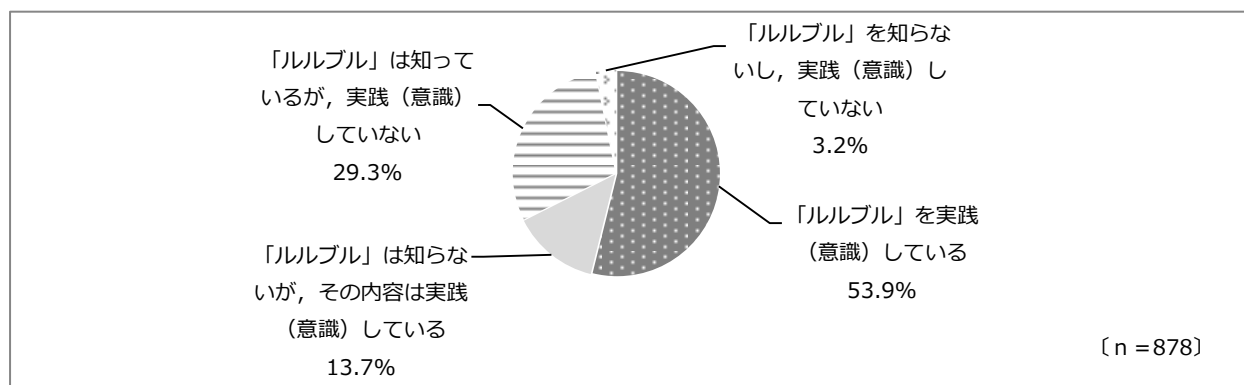 「ルルブル」を知らな
いし，実践（意識）し
ていない
3.2%
「ルルブル」は知って
いるが，実践（意識）
していない
29.3%
「ルルブル」を実践
（意識）している
53.9%
「ルルブル」は知らな
いが，その内容は実践
（意識）している
13.7%
〔ｎ=878〕